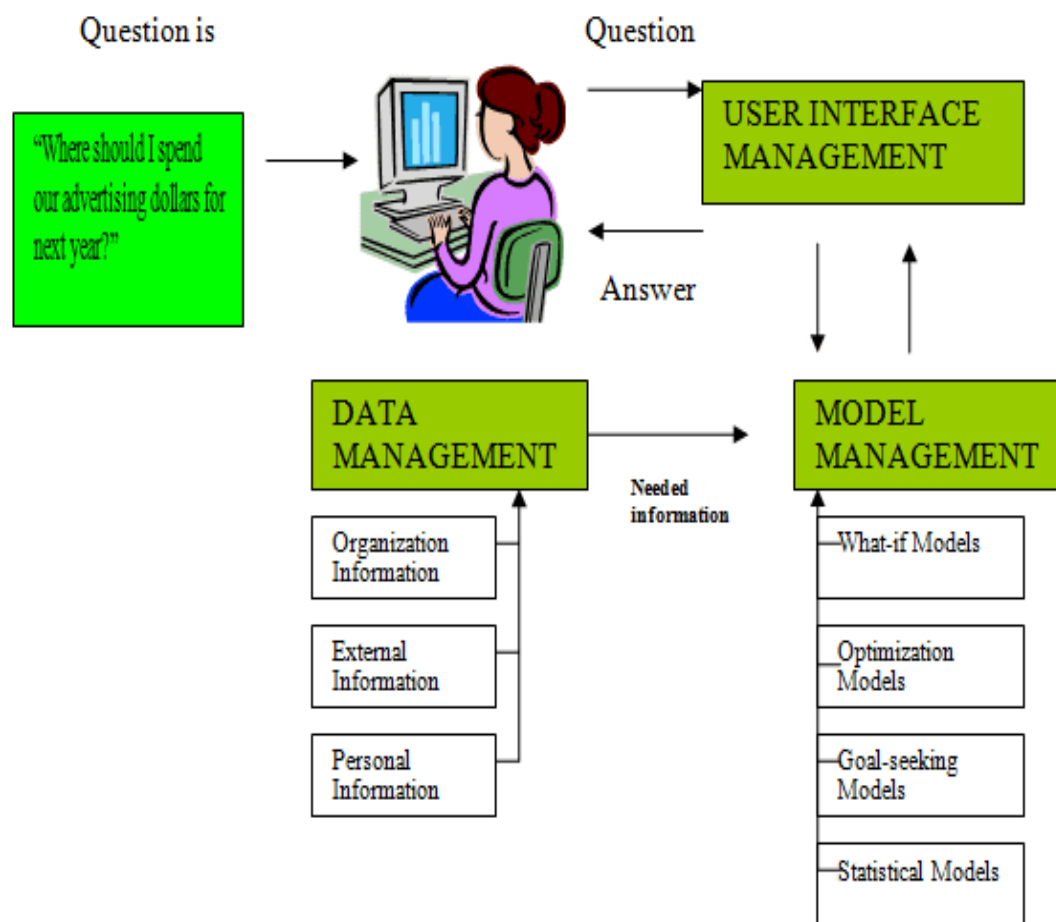 Question is
Question
“Where should I spend
our advertising dollars for
next year?”
USER INTERFACE
MANAGEMENT
Answer
DATA
MANAGEMENT
Needed
information
MODEL
MANAGEMENT
Organization
Information
External
Information
Personal
Information
What-if Models
Optimization
Models
Goal-seeking
Models
Statistical Models